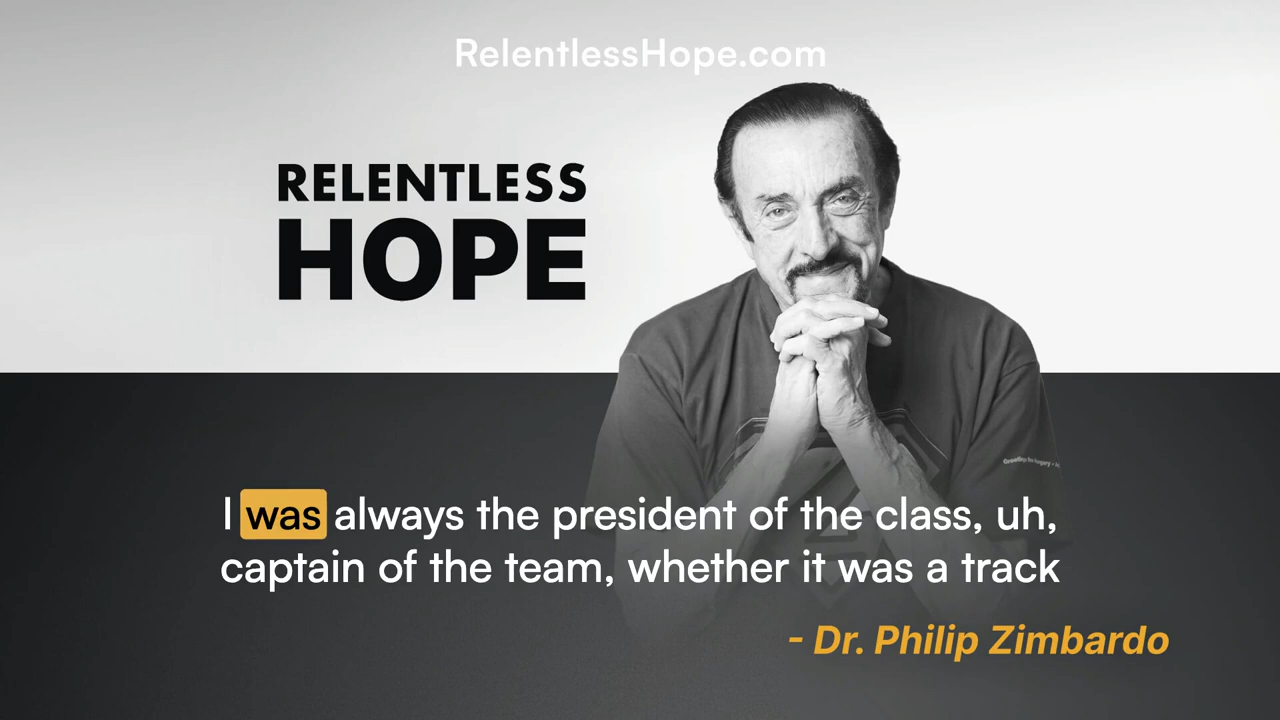 RelentlessHope.com
RELENTLESS
HOPE
I was always the president of the class, uh,
captain of the team, whether it was a track
- Dr. Philip Zimbardo